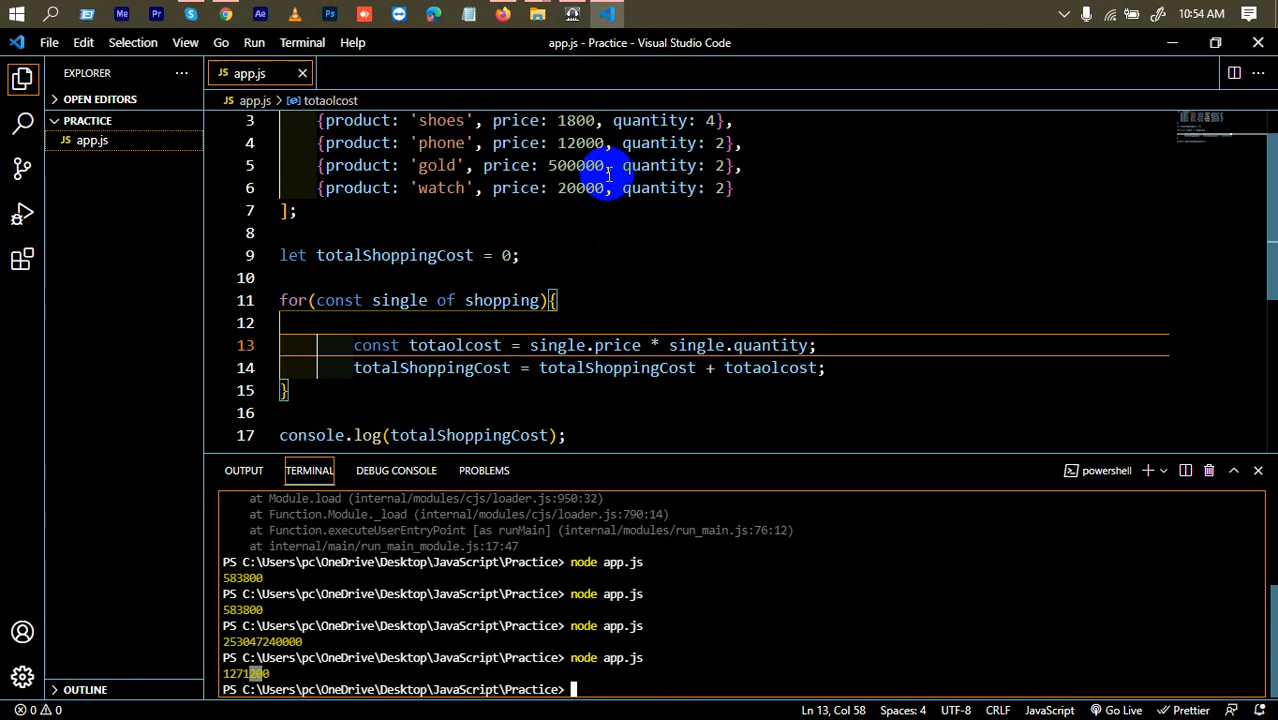 Me Pr Ae Ps 10:54 AM
File Edit Selection View Go Run Terminal Help app.js - Practice - Visual Studio Code
EXPLORER ··· JS app.js
OPEN EDITORS JS app.js > totaolcost
PRACTICE
JS app.js
3 {product: 'shoes', price: 1800, quantity: 4},
4 {product: 'phone', price: 12000, quantity: 2},
5 {product: 'gold', price: 500000, quantity: 2},
6 {product: 'watch', price: 20000, quantity: 2}
7 ];
8
9 let totalShoppingCost = 0;
10
11 for(const single of shopping){
12
13 const totaolcost = single.price * single.quantity;
14 totalShoppingCost = totalShoppingCost + totaolcost;
15 }
16
17 console.log(totalShoppingCost);
OUTPUT TERMINAL DEBUG CONSOLE PROBLEMS powershell
at Module.load (internal/modules/cjs/loader.js:950:32)
at Function.Module._load (internal/modules/cjs/loader.js:790:14)
at Function.executeUserEntryPoint [as runMain] (internal/modules/run_main.js:76:12)
at internal/main/run_main_module.js:17:47
PS C:\Users\pc\OneDrive\Desktop\JavaScript\Practice> node app.js
583800
PS C:\Users\pc\OneDrive\Desktop\JavaScript\Practice> node app.js
583800
PS C:\Users\pc\OneDrive\Desktop\JavaScript\Practice> node app.js
253047240000
PS C:\Users\pc\OneDrive\Desktop\JavaScript\Practice> node app.js
1271200
PS C:\Users\pc\OneDrive\Desktop\JavaScript\Practice>
OUTLINE
0 0 Ln 13, Col 58 Spaces: 4 UTF-8 CRLF JavaScript Go Live Prettier